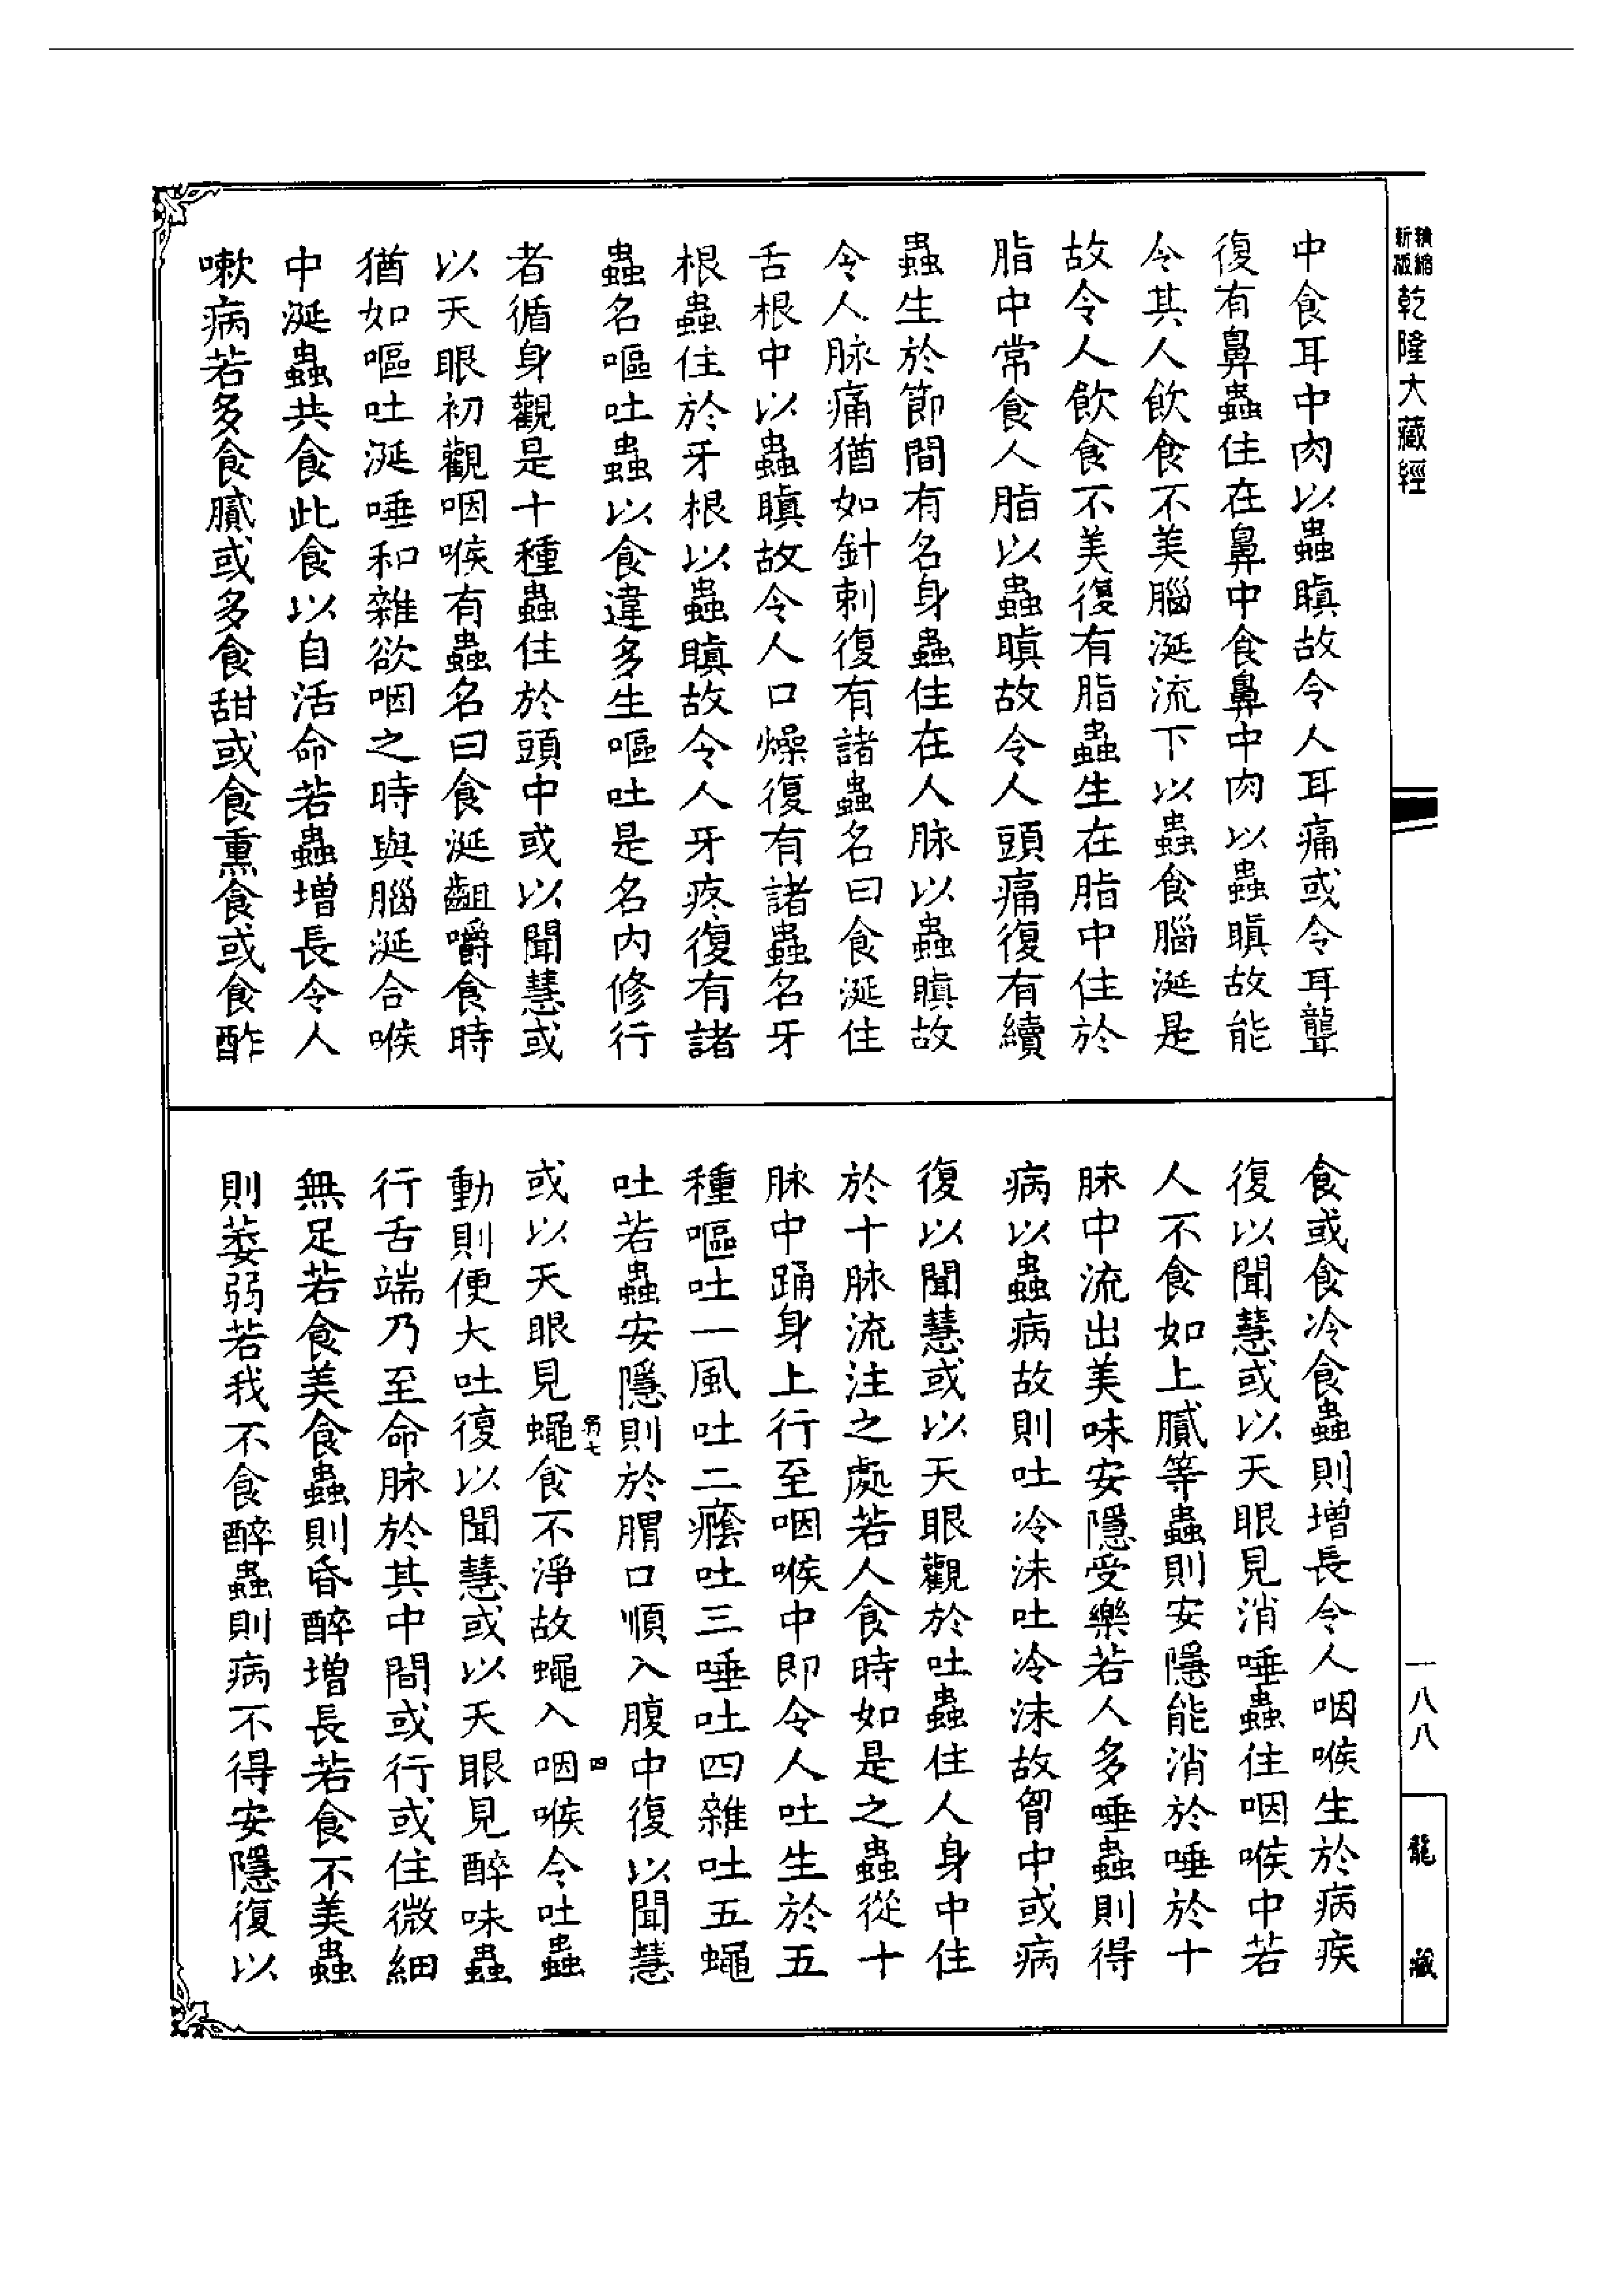 精縮
新版
乾隆大藏經
中食耳中肉以蟲瞋故令人耳痛或令耳聾
復有鼻蟲住在鼻中食鼻中肉以蟲瞋故能
令其人飲食不美腦涎流下以蟲食腦涎是
故令人飲食不美復有脂蟲生在脂中住於
脂中常食人脂以蟲瞋故令人頭痛復有續
蟲生於節間有名身蟲住在人脉以蟲瞋故
令人脉痛猶如針刺復有諸蟲名曰食涎住
舌根中以蟲瞋故令人口燥復有諸蟲名牙
根蟲住於牙根以蟲瞋故令人牙疼復有諸
蟲名嘔吐蟲以食違多生嘔吐是名內修行
者循身觀是十種蟲住於頭中或以聞慧或
以天眼初觀咽喉有蟲名曰食涎齟嚼食時
猶如嘔吐涎唾和雜欲咽之時與腦涎合喉
中涎蟲共食此食以自活命若蟲增長令人
嗽病若多食膩或多食甜或食熏食或食酢
食或食冷食蟲則增長令人咽喉生於病疾
復以聞慧或以天眼見消唾蟲住咽喉中若
人不食如上膩等蟲則安隱能消於唾於十
脉中流出美味安隱受樂若人多唾蟲則得
病以蟲病故則吐冷沫吐冷沫故胷中或病
復以聞慧或以天眼觀於吐蟲住人身中住
於十脉流注之處若人食時如是之蟲從十
脉中踊身上行至咽喉中即令人吐生於五
種嘔吐一風吐二癊吐三唾吐四雜吐五蠅
吐若蟲安隱則於㗃口順入腹中復以聞慧
或以天眼見蠅食不淨故蠅入咽喉令吐蟲
動則便大吐復以聞慧或以天眼見醉味蟲
行舌端乃至命脉於其中間或行或住微細
無足若食美食蟲則昏醉增長若食不美蟲
則萎弱若我不食醉蟲則病不得安隱復以
四
一八八
龍藏